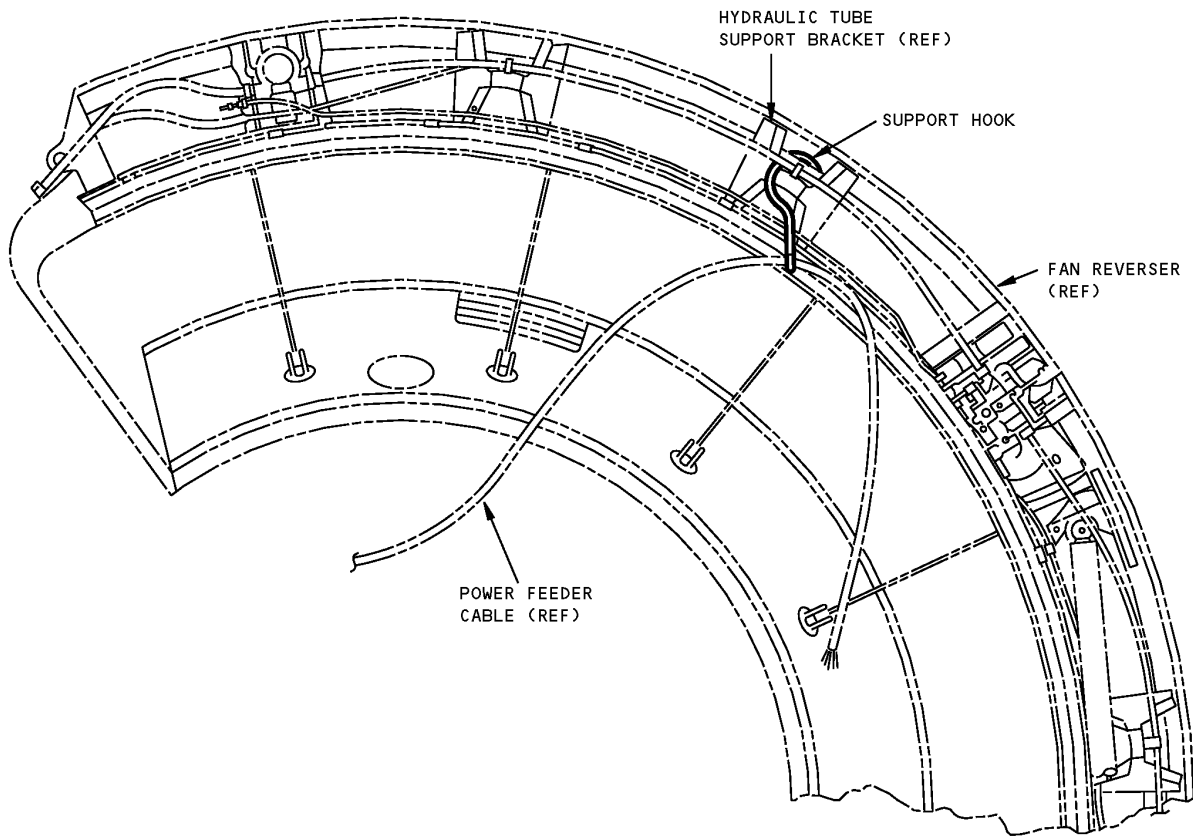 HYDRAULIC TUBE
SUPPORT BRACKET (REF)
SUPPORT HOOK
FAN REVERSER
(REF)
POWER FEEDER
CABLE (REF)